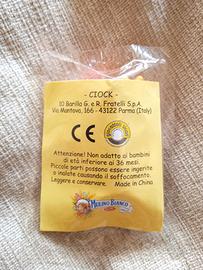 - CIOCK -
IO Barilla G. e R. Fratelli S.p.A.
Via Mantova, 166 - 43122 Parma (Italy)
CE
Attenzione! Non adatto ai bambini
di età inferiore ai 36 mesi.
Piccole parti possono essere ingerite
o inalate causando il soffocamento.
Leggere e conservare. Made in China
MULINO BIANCO